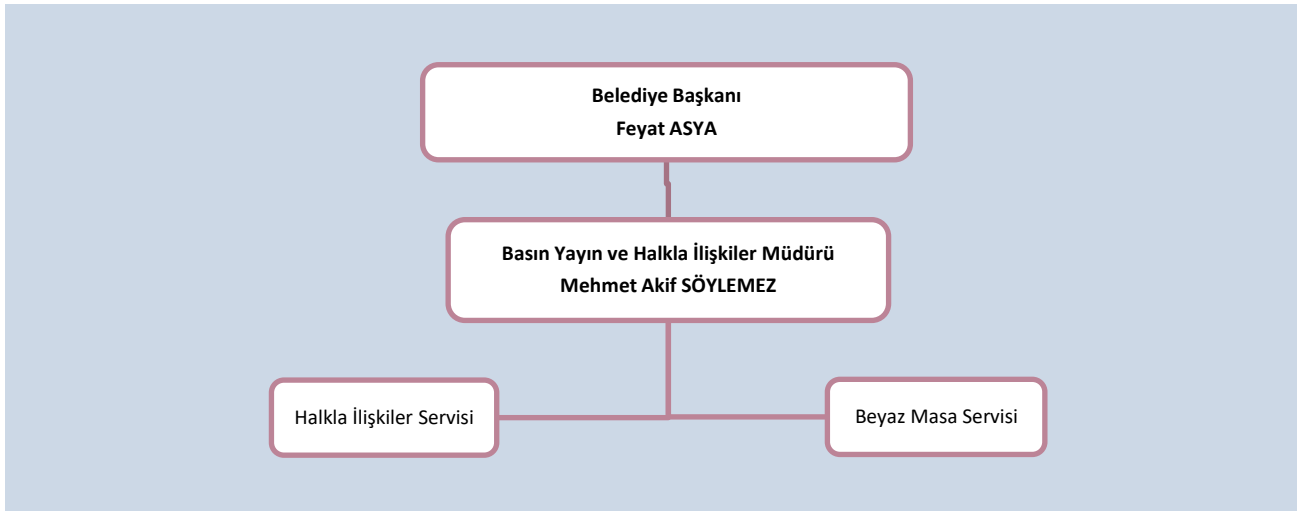 Belediye Başkanı
Feyat ASYA
Basın Yayın ve Halkla İlişkiler Müdürü
Mehmet Akif SÖYLEMEZ
Halkla İlişkiler Servisi
Beyaz Masa Servisi